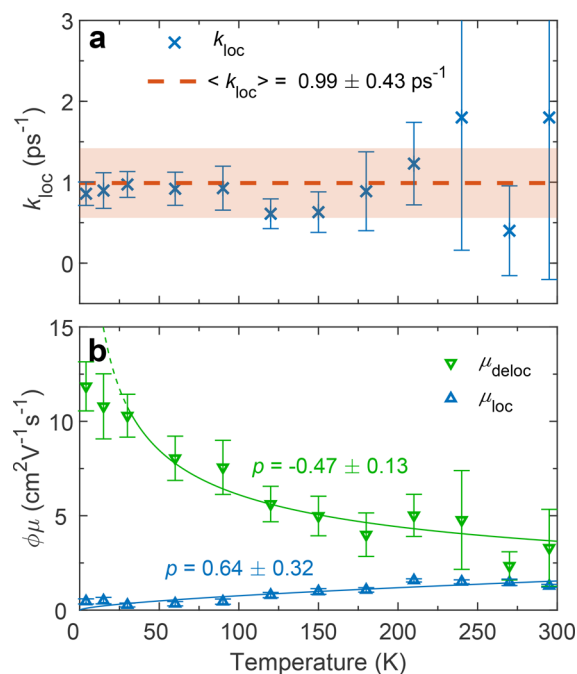 a
k_loc
< k_loc > = 0.99 ± 0.43 ps⁻¹
k_loc (ps⁻¹)
3
2
1
0
b
μ_deloc
μ_loc
p = -0.47 ± 0.13
p = 0.64 ± 0.32
ϕμ (cm²V⁻¹s⁻¹)
15
10
5
0
0 50 100 150 200 250 300
Temperature (K)